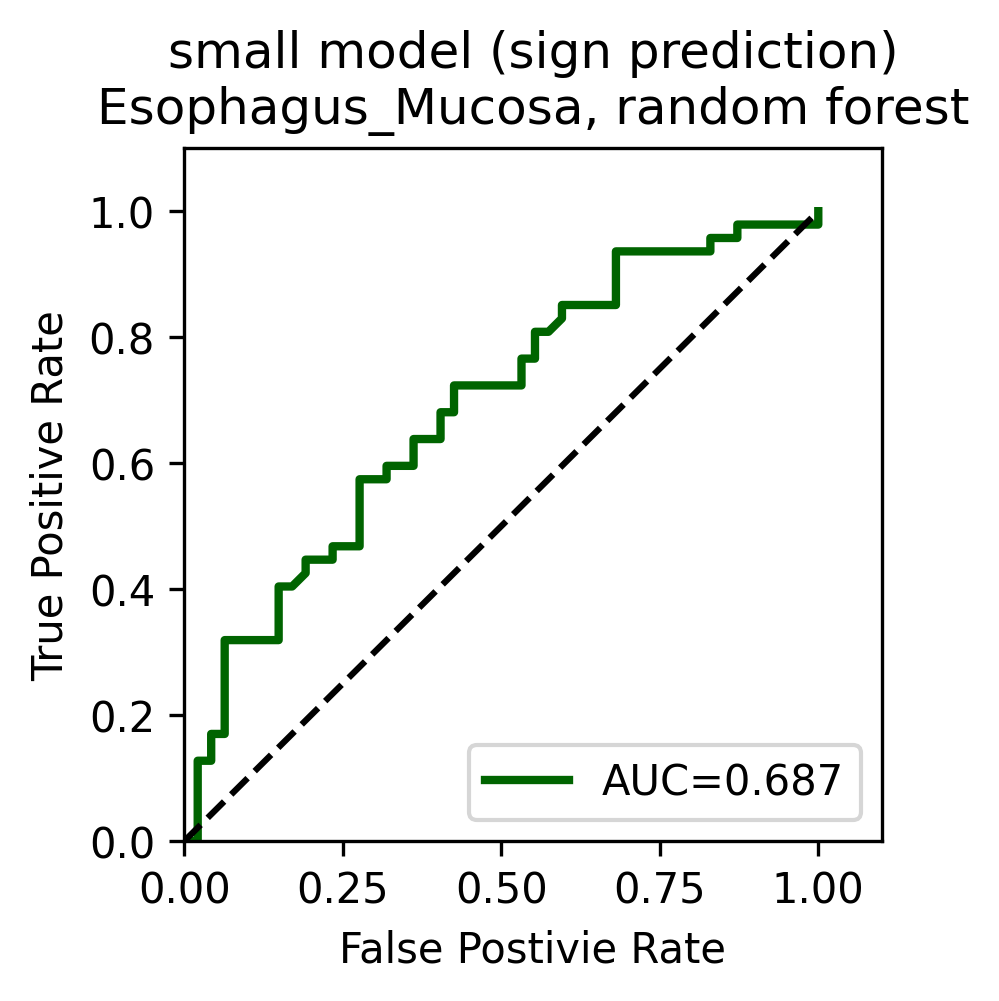 small model (sign prediction)
Esophagus_Mucosa, random forest
1.0
0.8
0.6
0.4
0.2
0.0
True Positive Rate
AUC=0.687
0.00 0.25 0.50 0.75 1.00
False Postivie Rate